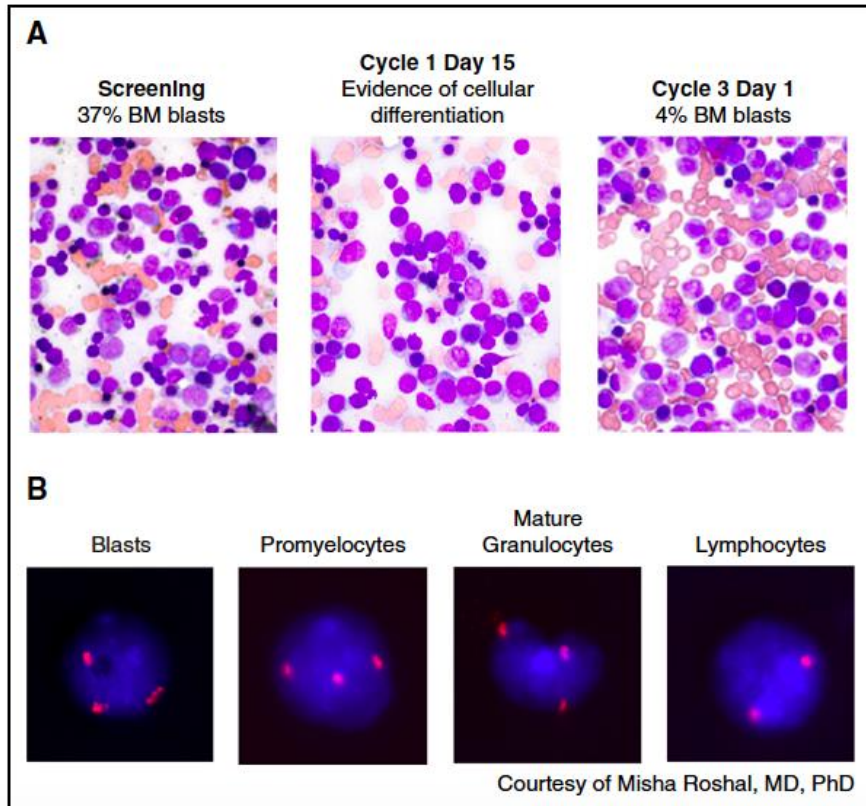 A
Screening
37% BM blasts
Cycle 1 Day 15
Evidence of cellular
differentiation
Cycle 3 Day 1
4% BM blasts
B
Blasts
Promyelocytes
Mature
Granulocytes
Lymphocytes
Courtesy of Misha Roshal, MD, PhD